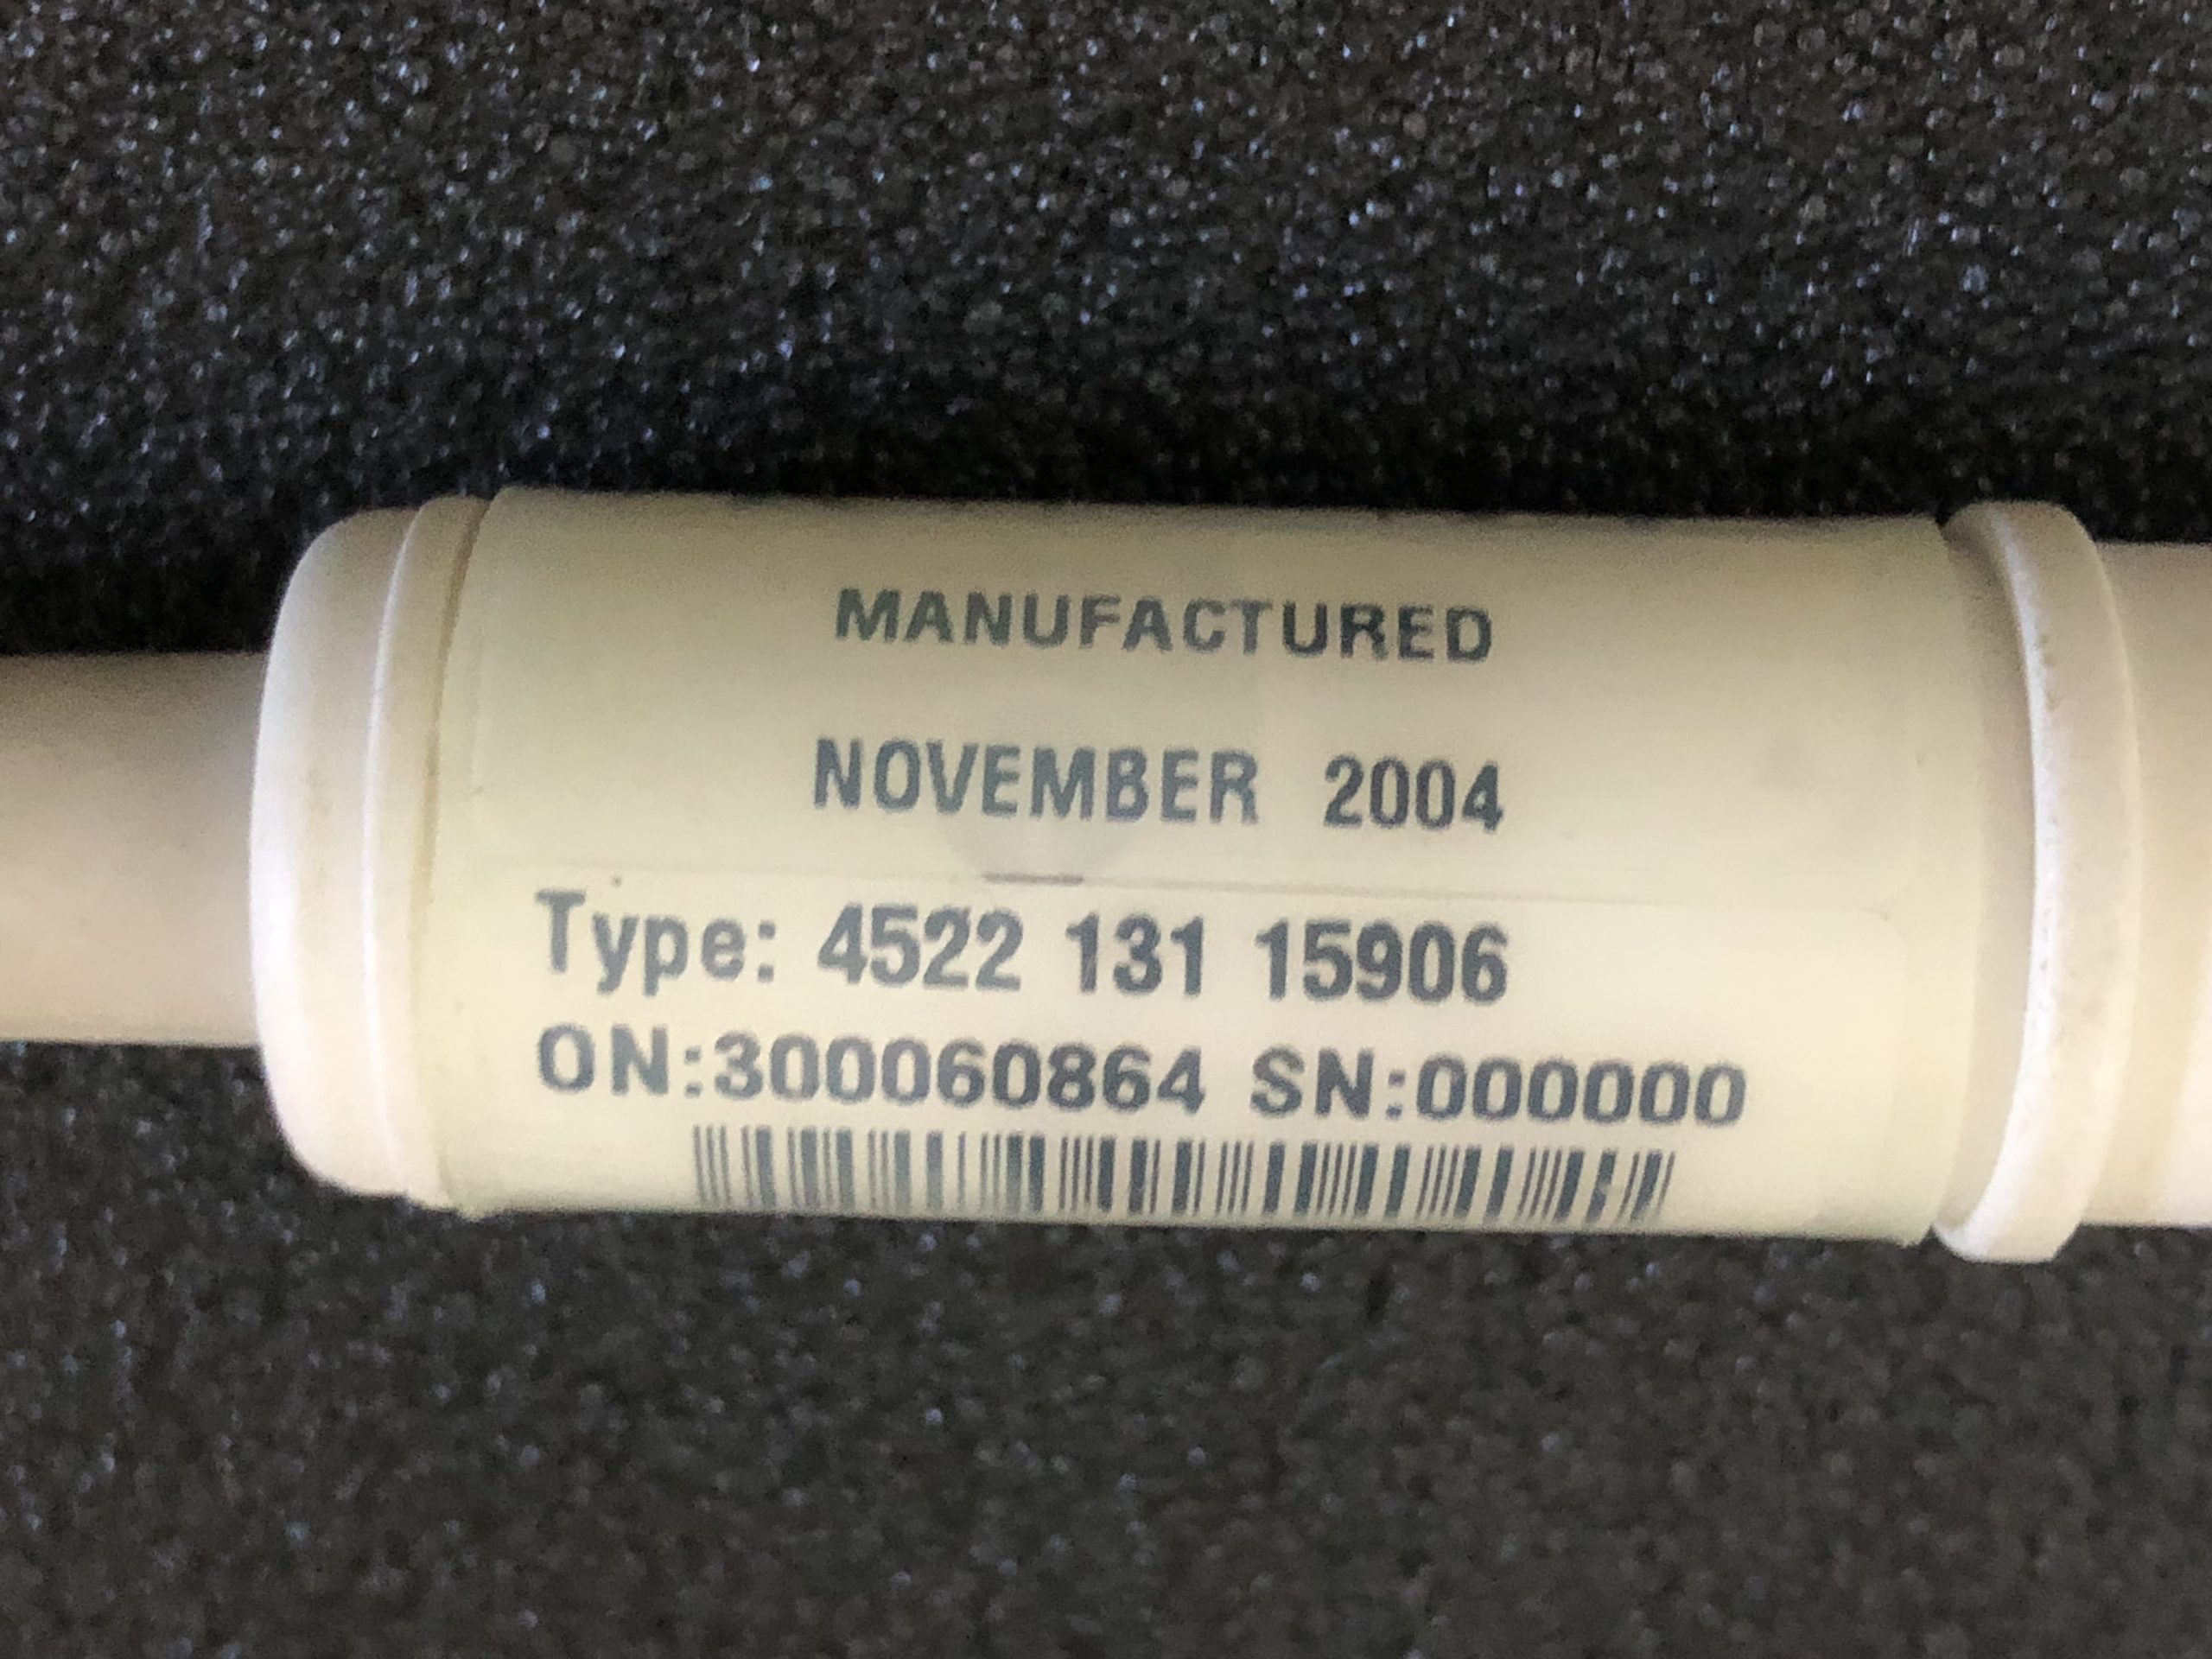 MANUFACTURED
NOVEMBER 2004
Type: 4522 131 15906
ON:300060864 SN:000000